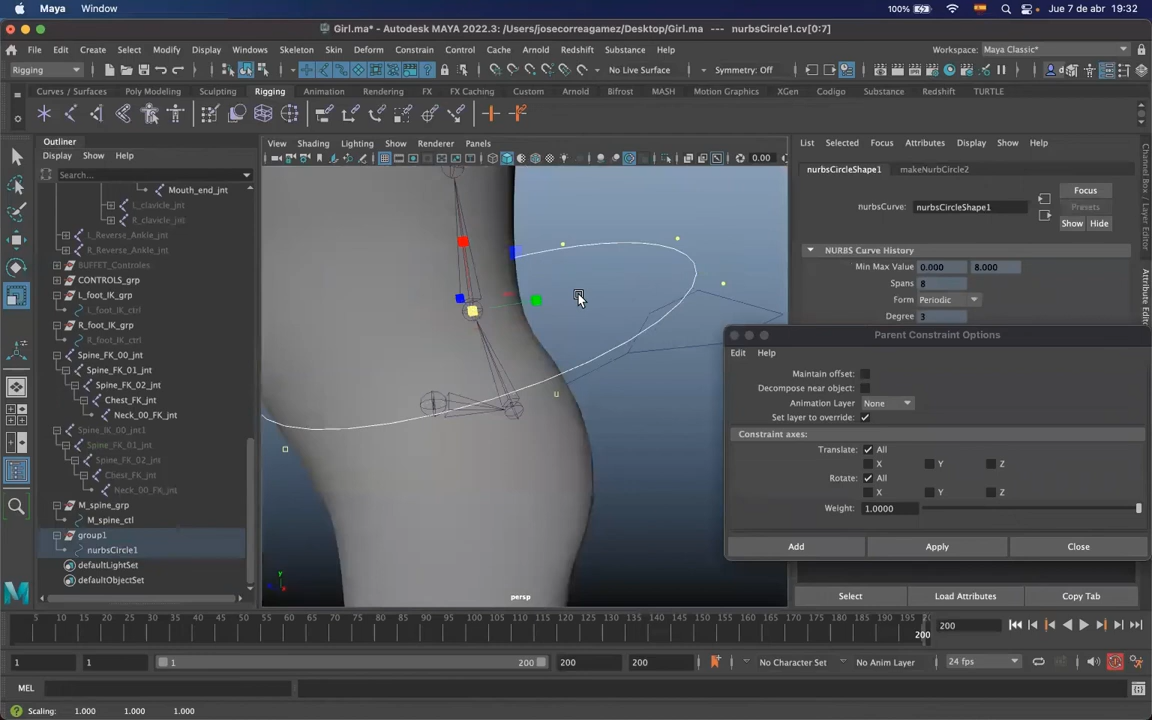 Maya Window 100% Jue 7 de abr 19:32
Girl.ma* - Autodesk MAYA 2022.3: /Users/josecorreagamez/Desktop/Girl.ma --- nurbsCircle1.cv[0:7]
File Edit Create Select Modify Display Windows Skeleton Skin Deform Constrain Control Cache Arnold Redshift Substance Help Workspace: Maya Classic*
Rigging No Live Surface Symmetry: Off
Curves / Surfaces Poly Modeling Sculpting Rigging Animation Rendering FX FX Caching Custom Arnold Bifrost MASH Motion Graphics XGen Codigo Substance Redshift TURTLE
Outliner
Display Show Help
Search...
Mouth_end_jnt
L_clavicle_jnt
R_clavicle_jnt
L_Reverse_Ankle_jnt
R_Reverse_Ankle_jnt
BUFFET_Controles
CONTROLS_grp
L_foot_IK_grp
L_foot_IK_ctrl
R_foot_IK_grp
R_foot_IK_ctrl
Spine_FK_00_jnt
Spine_FK_01_jnt
Spine_FK_02_jnt
Chest_FK_jnt
Neck_00_FK_jnt
Spine_IK_00_jnt1
Spine_FK_01_jnt
Spine_FK_02_jnt
Chest_FK_jnt
Neck_00_FK_jnt
M_spine_grp
M_spine_ctl
group1
nurbsCircle1
defaultLightSet
defaultObjectSet
View Shading Lighting Show Renderer Panels
0.00
y
persp
List Selected Focus Attributes Display Show Help
nurbsCircleShape1 makeNurbCircle2
nurbsCurve: nurbsCircleShape1
Focus
Presets
Show Hide
NURBS Curve History
Min Max Value 0.000 8.000
Spans 8
Form Periodic
Degree 3
Parent Constraint Options
Edit Help
Maintain offset:
Decompose near object:
Animation Layer None
Set layer to override:
Constraint axes:
Translate: All
X Y Z
Rotate: All
X Y Z
Weight: 1.0000
Add Apply Close
Select Load Attributes Copy Tab
Channel Box / Layer Editor
Modeling Toolkit
5 10 15 20 25 30 35 40 45 50 55 60 65 70 75 80 85 90 95 100 105 110 115 120 125 130 135 140 145 150 155 160 165 170 175 180 185 190 195 200
200
1 1 1 200 200 200 No Character Set No Anim Layer 24 fps
MEL
Scaling: 1.000 1.000 1.000